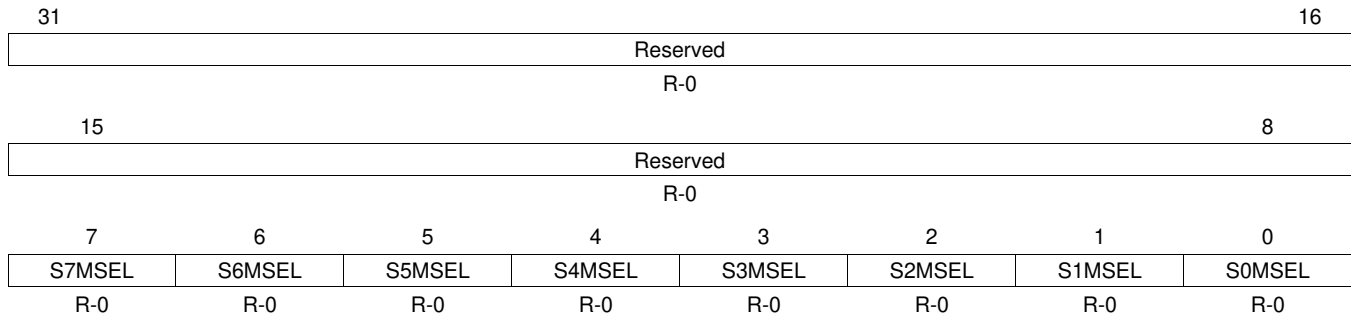 31 16
Reserved
R-0
15 8
Reserved
R-0
7 6 5 4 3 2 1 0
S7MSEL S6MSEL S5MSEL S4MSEL S3MSEL S2MSEL S1MSEL S0MSEL
R-0 R-0 R-0 R-0 R-0 R-0 R-0 R-0